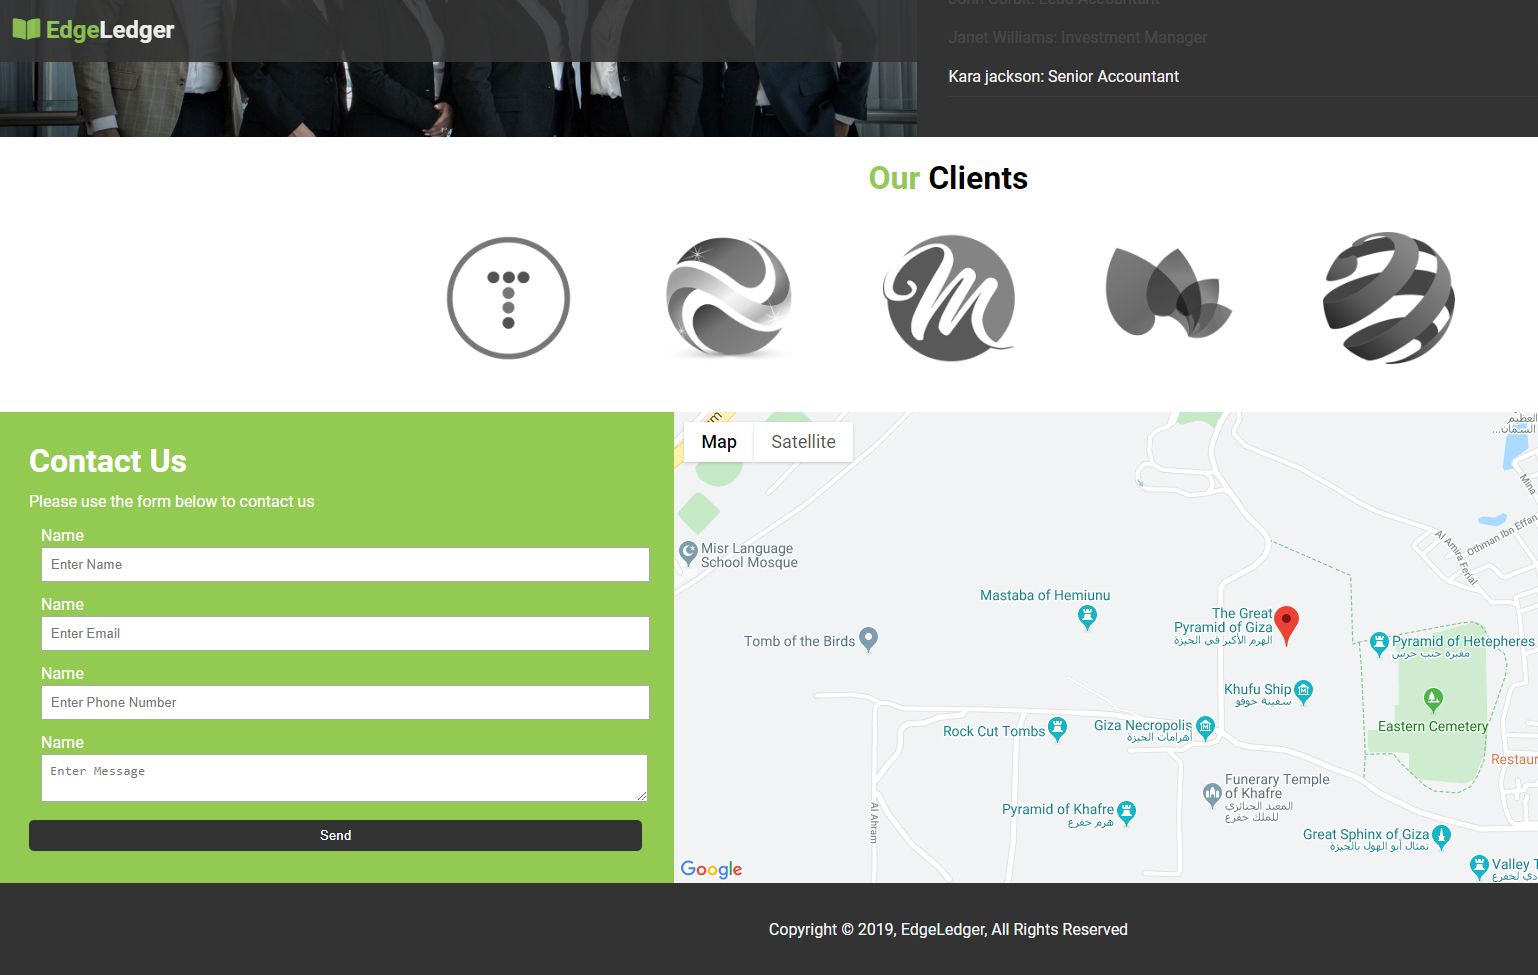 EdgeLedger
John Corbit: Lead Accountant
Janet Williams: Investment Manager
Kara jackson: Senior Accountant
Our Clients
T
M
Contact Us
Please use the form below to contact us
Name
Enter Name
Name
Enter Email
Name
Enter Phone Number
Name
Enter Message
Send
Map
Satellite
العظيم
السمان...
Mina
Othman Ibn Effan
Al Amira Ferial
Misr Language
School Mosque
Mastaba of Hemiunu
The Great
Pyramid of Giza
الهرم الأكبر في الجيزة
Tomb of the Birds
Pyramid of Hetepheres
مقبرة حتب حرس
Khufu Ship
سفينة خوفو
Eastern Cemetery
Giza Necropolis
أهرامات الجيزة
Rock Cut Tombs
Restaur
Funerary Temple
of Khafre
المعبد الجنائزي
للملك خفرع
Pyramid of Khafre
هرم خفرع
Al Ahram
Great Sphinx of Giza
تمثال أبو الهول بالجيزة
Valley T
دي لخفرع
Google
Copyright © 2019, EdgeLedger, All Rights Reserved